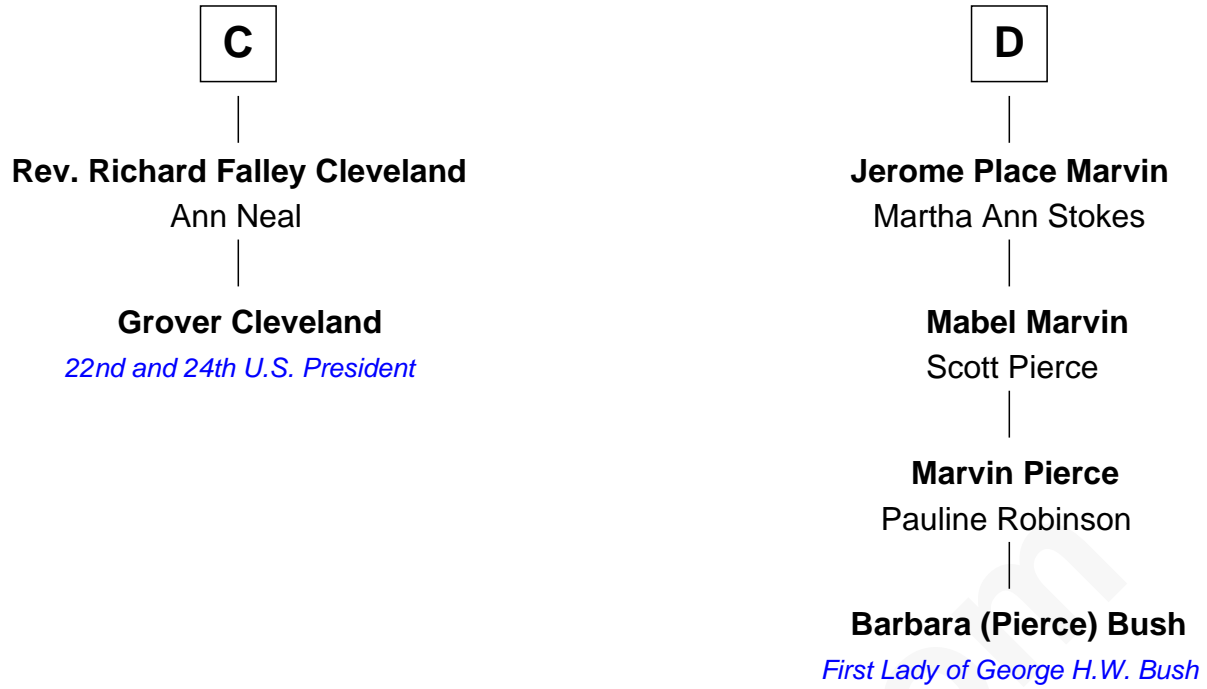 C
Rev. Richard Falley Cleveland
Ann Neal
Grover Cleveland
22nd and 24th U.S. President
D
Jerome Place Marvin
Martha Ann Stokes
Mabel Marvin
Scott Pierce
Marvin Pierce
Pauline Robinson
Barbara (Pierce) Bush
First Lady of George H.W. Bush